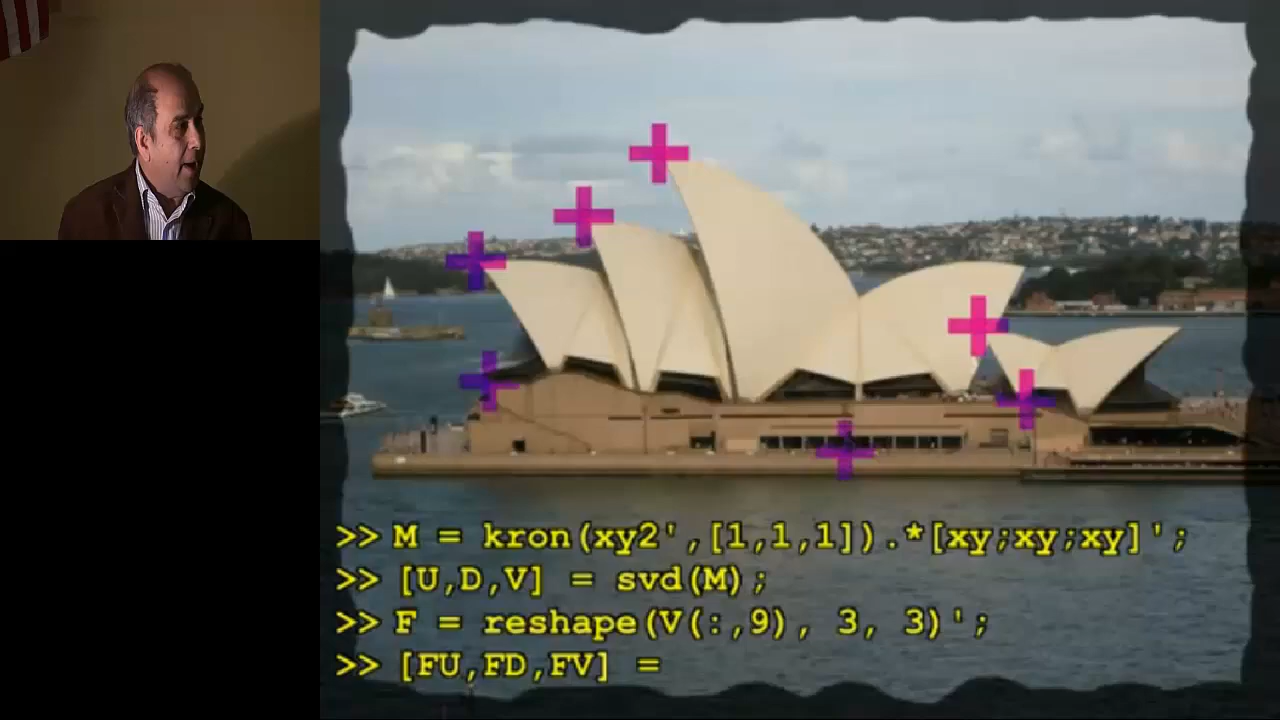 >> M = kron(xy2',[1,1,1]).*[xy;xy;xy]';
>> [U,D,V] = svd(M);
>> F = reshape(V(:,9), 3, 3)';
>> [FU,FD,FV] =